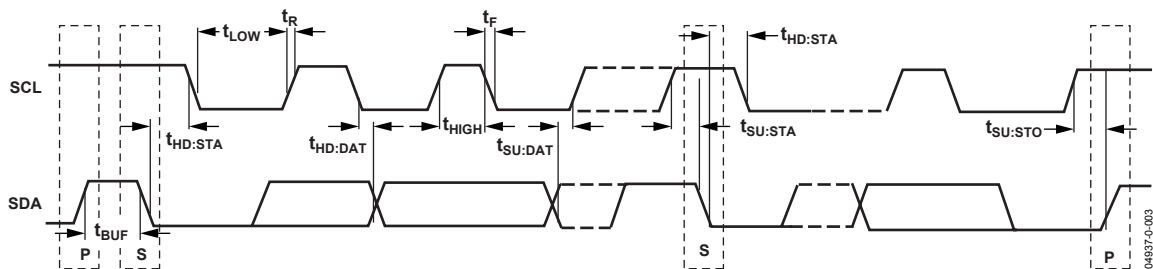 tR
tF
tLOW
tHD:STA
SCL
tHD:STA
tHD:DAT
tHIGH
tSU:DAT
tSU:STA
tSU:STO
SDA
tBUF
P
S
S
P
04937-0-003